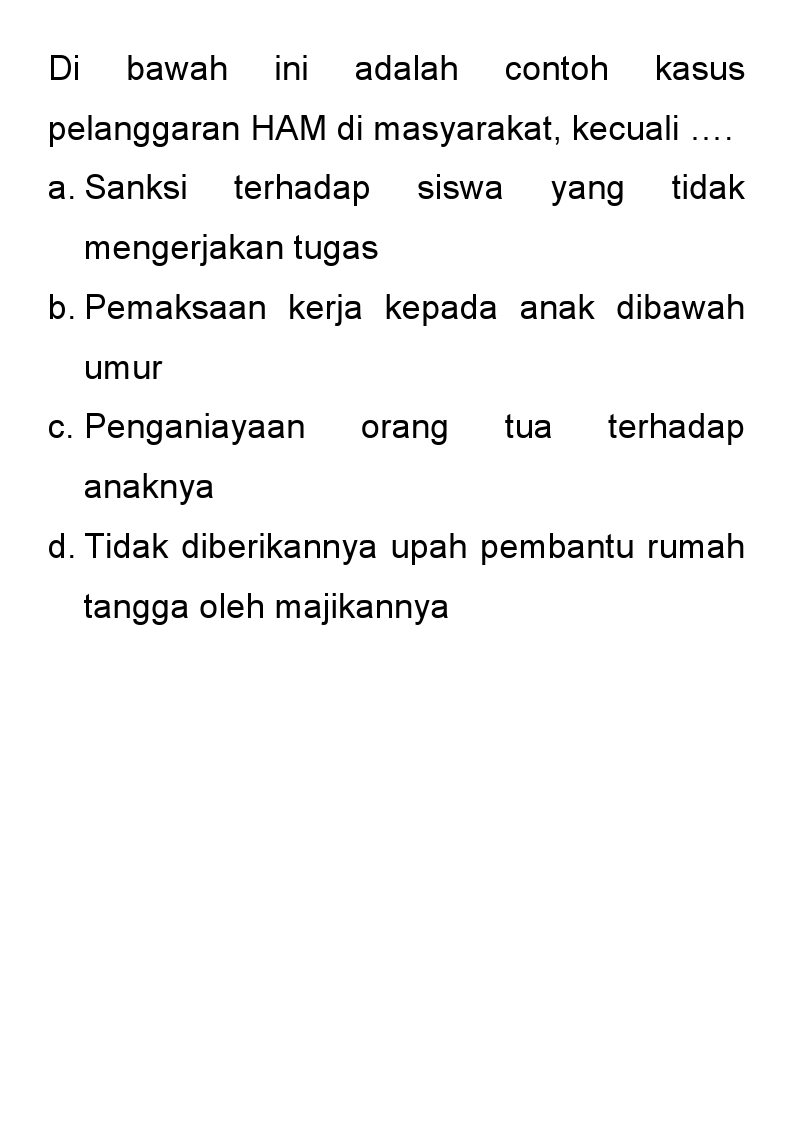 Di bawah ini adalah contoh kasus
pelanggaran HAM di masyarakat, kecuali ....
a. Sanksi terhadap siswa yang tidak
mengerjakan tugas
b. Pemaksaan kerja kepada anak dibawah
umur
c. Penganiayaan orang tua terhadap
anaknya
d. Tidak diberikannya upah pembantu rumah
tangga oleh majikannya